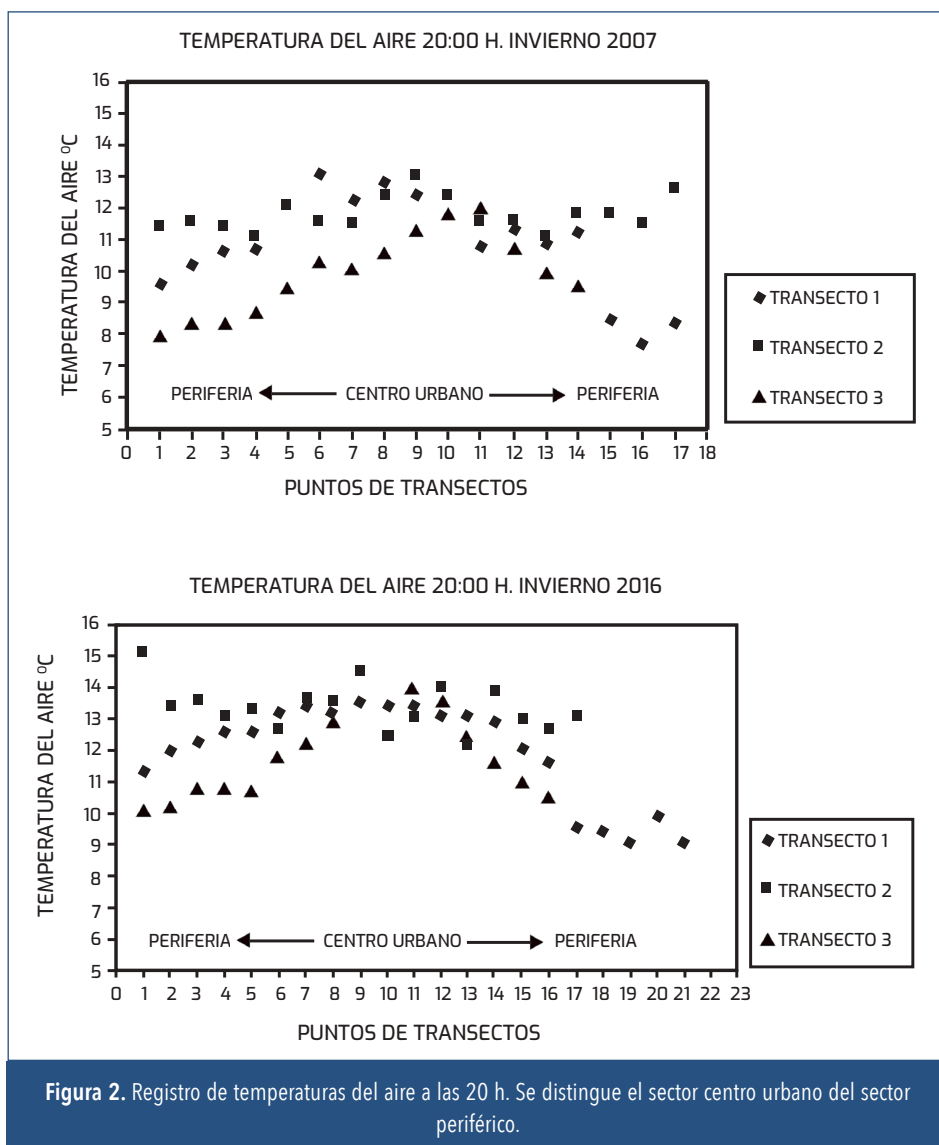 TEMPERATURA DEL AIRE 20:00 H. INVIERNO 2007
TEMPERATURA DEL AIRE ºC
16
15
14
13
12
11
10
9
8
7
6
5
PERIFERIA CENTRO URBANO PERIFERIA
0 1 2 3 4 5 6 7 8 9 10 11 12 13 14 15 16 17 18
PUNTOS DE TRANSECTOS
TRANSECTO 1
TRANSECTO 2
TRANSECTO 3
TEMPERATURA DEL AIRE 20:00 H. INVIERNO 2016
TEMPERATURA DEL AIRE ºC
16
15
14
13
12
11
10
9
8
7
6
5
PERIFERIA CENTRO URBANO PERIFERIA
0 1 2 3 4 5 6 7 8 9 10 11 12 13 14 15 16 17 18 19 20 21 22 23
PUNTOS DE TRANSECTOS
TRANSECTO 1
TRANSECTO 2
TRANSECTO 3
Figura 2. Registro de temperaturas del aire a las 20 h. Se distingue el sector centro urbano del sector
periférico.